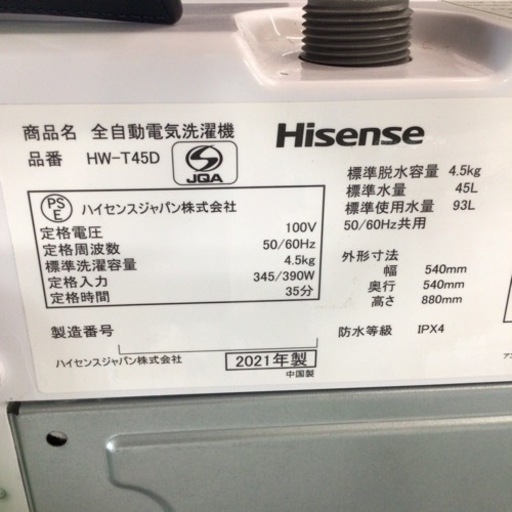 商品名 全自動電気洗濯機
品番 HW-T45D
JQA
Hisense
PS
E
ハイセンスジャパン株式会社
定格電圧 100V
定格周波数 50/60Hz
標準洗濯容量 4.5kg
定格入力 345/390W
定格時間 35分
製造番号
ハイセンスジャパン株式会社
2021年製
中国製
標準脱水容量 4.5kg
標準水量 45L
標準使用水量 93L
50/60Hz共用
外形寸法
幅 540mm
奥行 540mm
高さ 880mm
防水等級 IPX4